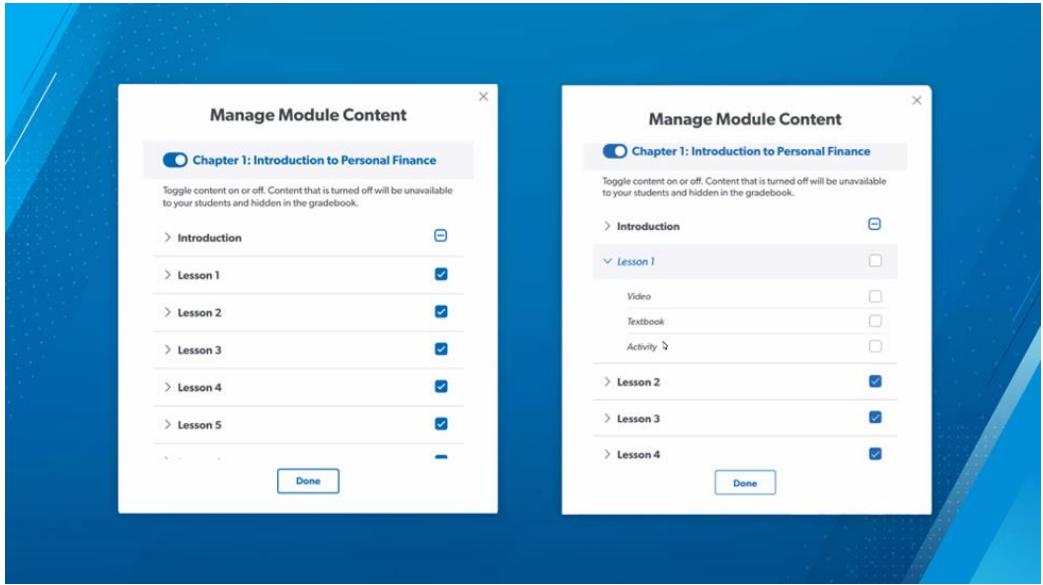 Manage Module Content
Chapter 1: Introduction to Personal Finance
Toggle content on or off. Content that is turned off will be unavailable
to your students and hidden in the gradebook.
Introduction
Lesson 1
Lesson 2
Lesson 3
Lesson 4
Lesson 5
Done
Manage Module Content
Chapter 1: Introduction to Personal Finance
Toggle content on or off. Content that is turned off will be unavailable
to your students and hidden in the gradebook.
Introduction
Lesson 1
Video
Textbook
Activity
Lesson 2
Lesson 3
Lesson 4
Done